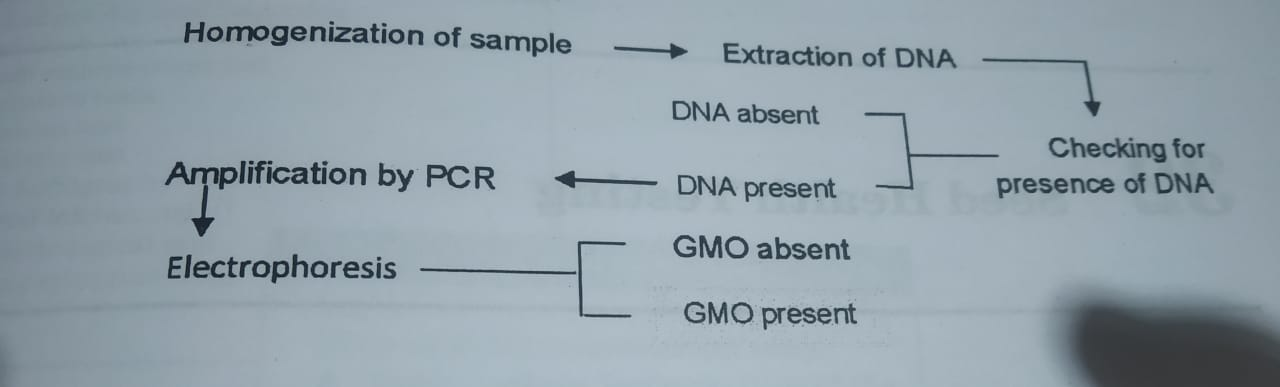 Homogenization of sample
Extraction of DNA
DNA absent
Checking for
presence of DNA
Amplification by PCR
DNA present
GMO absent
Electrophoresis
GMO present